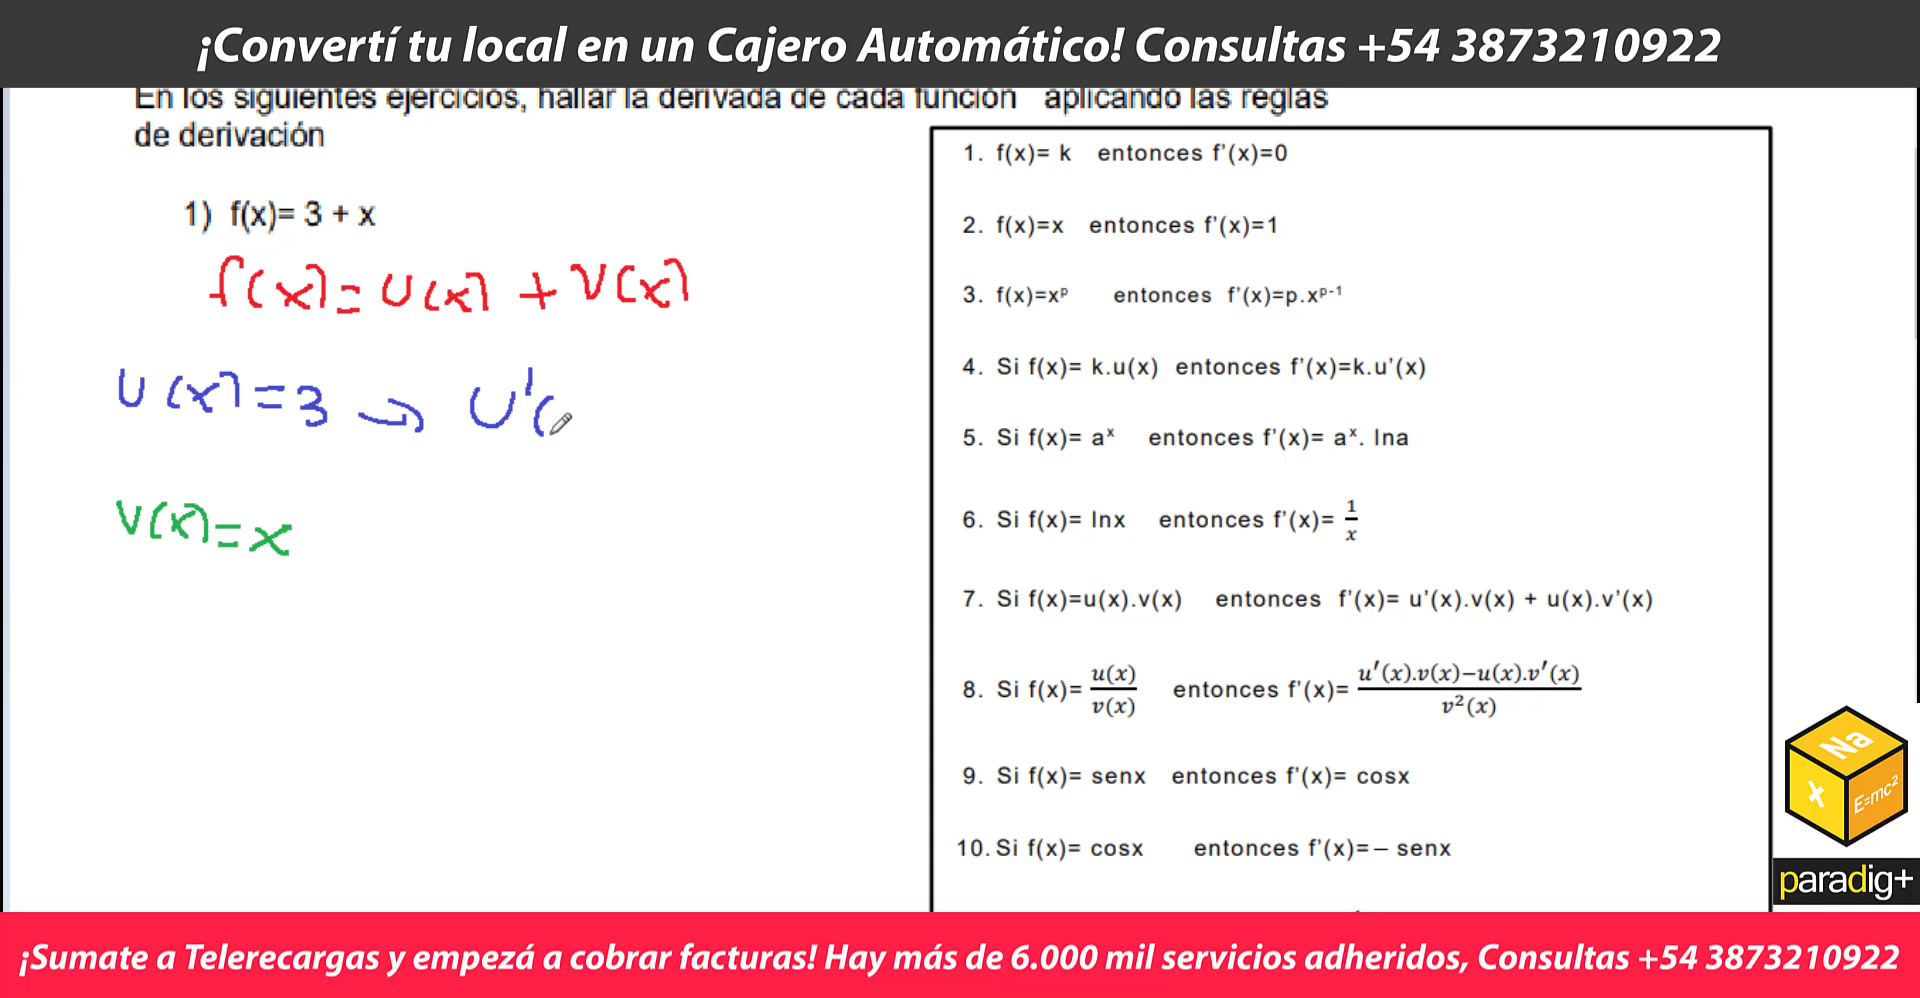 ¡Convertí tu local en un Cajero Automático! Consultas +54 3873210922
En los siguientes ejercicios, hallar la derivada de cada función aplicando las reglas
de derivación
1) f(x)= 3 + x
f(x)=U(x) + V(x)
U(x)=3 → U'(
V(x)=x
1. f(x)= k entonces f'(x)=0
2. f(x)=x entonces f'(x)=1
3. f(x)=xᵖ entonces f'(x)=p.xᵖ⁻¹
4. Si f(x)= k.u(x) entonces f'(x)=k.u'(x)
5. Si f(x)= aˣ entonces f'(x)= aˣ. lna
6. Si f(x)= lnx entonces f'(x)= 1/x
7. Si f(x)=u(x).v(x) entonces f'(x)= u'(x).v(x) + u(x).v'(x)
8. Si f(x)= u(x)/v(x) entonces f'(x)= u′(x).v(x)−u(x).v′(x)/v²(x)
9. Si f(x)= senx entonces f'(x)= cosx
10. Si f(x)= cosx entonces f'(x)=− senx
Na
x
E=mc²
paradig+
¡Sumate a Telerecargas y empezá a cobrar facturas! Hay más de 6.000 mil servicios adheridos, Consultas +54 3873210922